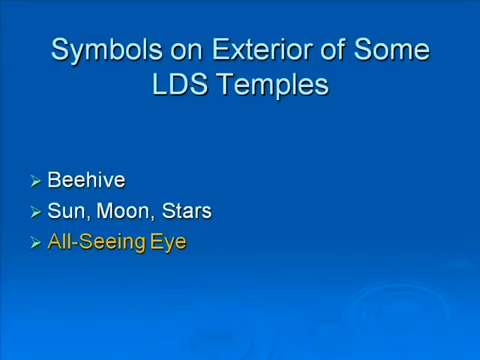 Symbols on Exterior of Some
LDS Temples
Beehive
Sun, Moon, Stars
All-Seeing Eye